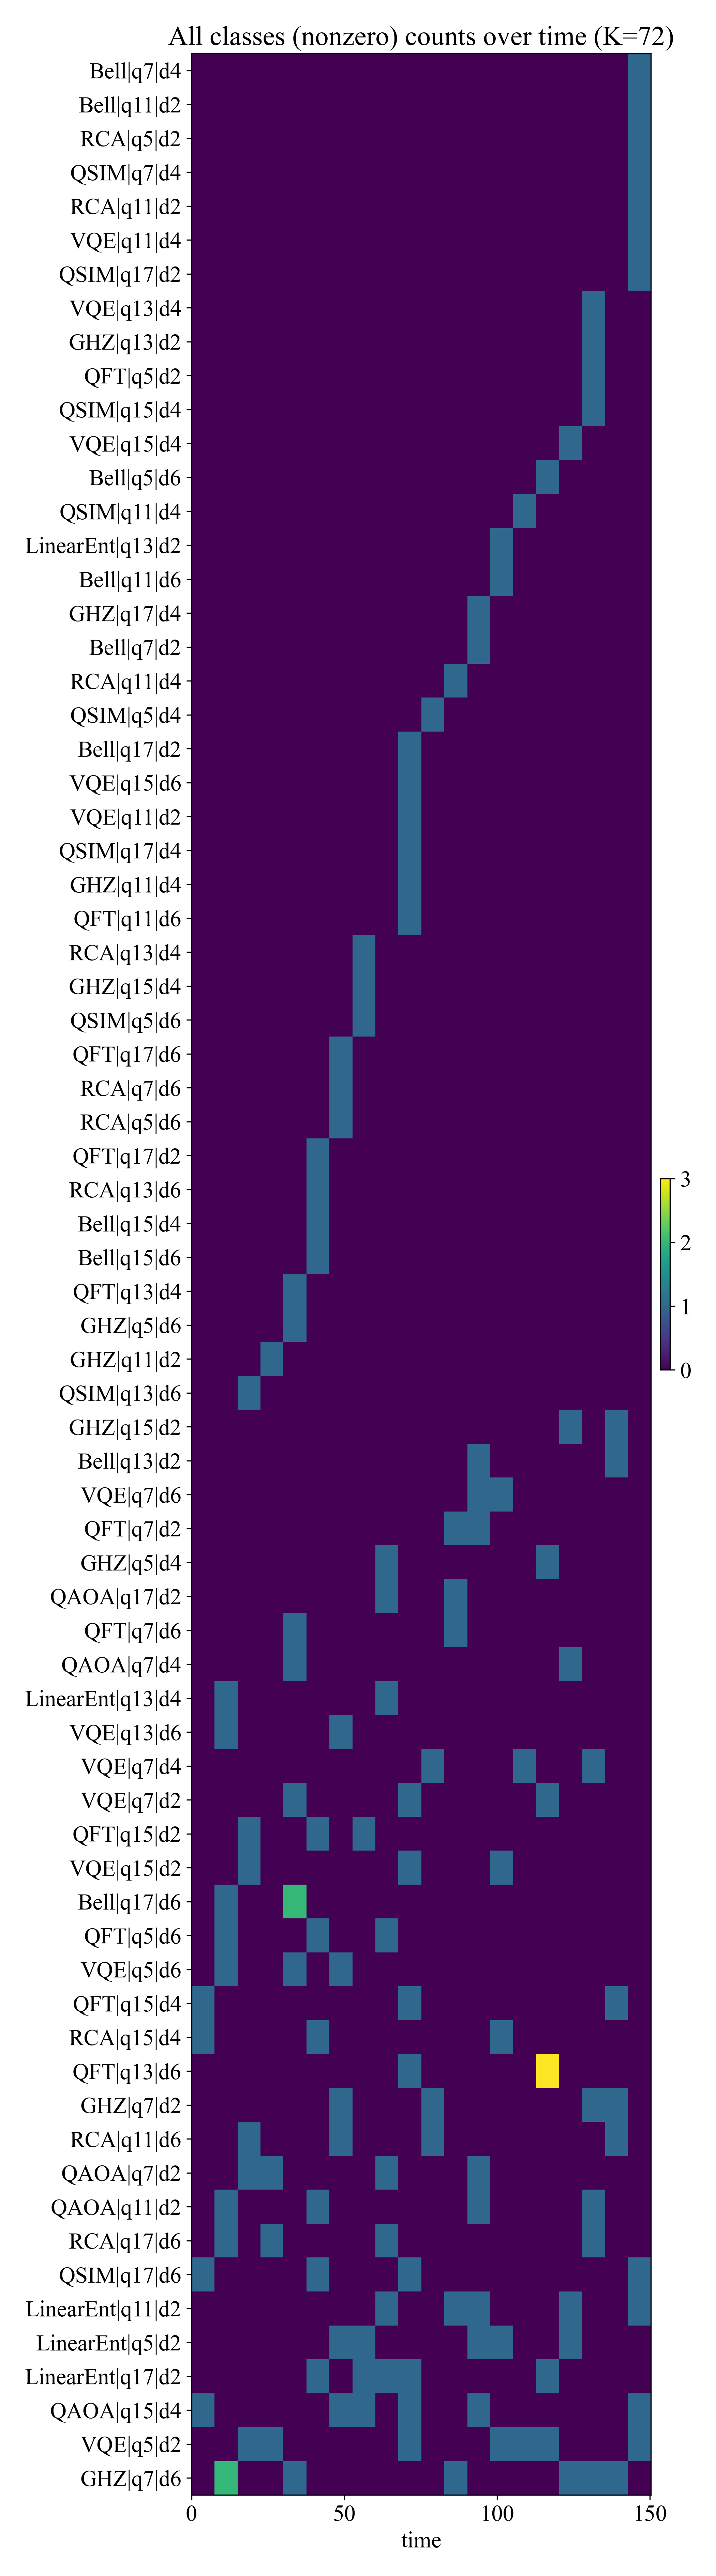 All classes (nonzero) counts over time (K=72)
Bell|q7|d4
Bell|q11|d2
RCA|q5|d2
QSIM|q7|d4
RCA|q11|d2
VQE|q11|d4
QSIM|q17|d2
VQE|q13|d4
GHZ|q13|d2
QFT|q5|d2
QSIM|q15|d4
VQE|q15|d4
Bell|q5|d6
QSIM|q11|d4
LinearEnt|q13|d2
Bell|q11|d6
GHZ|q17|d4
Bell|q7|d2
RCA|q11|d4
QSIM|q5|d4
Bell|q17|d2
VQE|q15|d6
VQE|q11|d2
QSIM|q17|d4
GHZ|q11|d4
QFT|q11|d6
RCA|q13|d4
GHZ|q15|d4
QSIM|q5|d6
QFT|q17|d6
RCA|q7|d6
RCA|q5|d6
QFT|q17|d2
RCA|q13|d6
Bell|q15|d4
Bell|q15|d6
QFT|q13|d4
GHZ|q5|d6
GHZ|q11|d2
QSIM|q13|d6
GHZ|q15|d2
Bell|q13|d2
VQE|q7|d6
QFT|q7|d2
GHZ|q5|d4
QAOA|q17|d2
QFT|q7|d6
QAOA|q7|d4
LinearEnt|q13|d4
VQE|q13|d6
VQE|q7|d4
VQE|q7|d2
QFT|q15|d2
VQE|q15|d2
Bell|q17|d6
QFT|q5|d6
VQE|q5|d6
QFT|q15|d4
RCA|q15|d4
QFT|q13|d6
GHZ|q7|d2
RCA|q11|d6
QAOA|q7|d2
QAOA|q11|d2
RCA|q17|d6
QSIM|q17|d6
LinearEnt|q11|d2
LinearEnt|q5|d2
LinearEnt|q17|d2
QAOA|q15|d4
VQE|q5|d2
GHZ|q7|d6
0 50 100 150
time
3
2
1
0